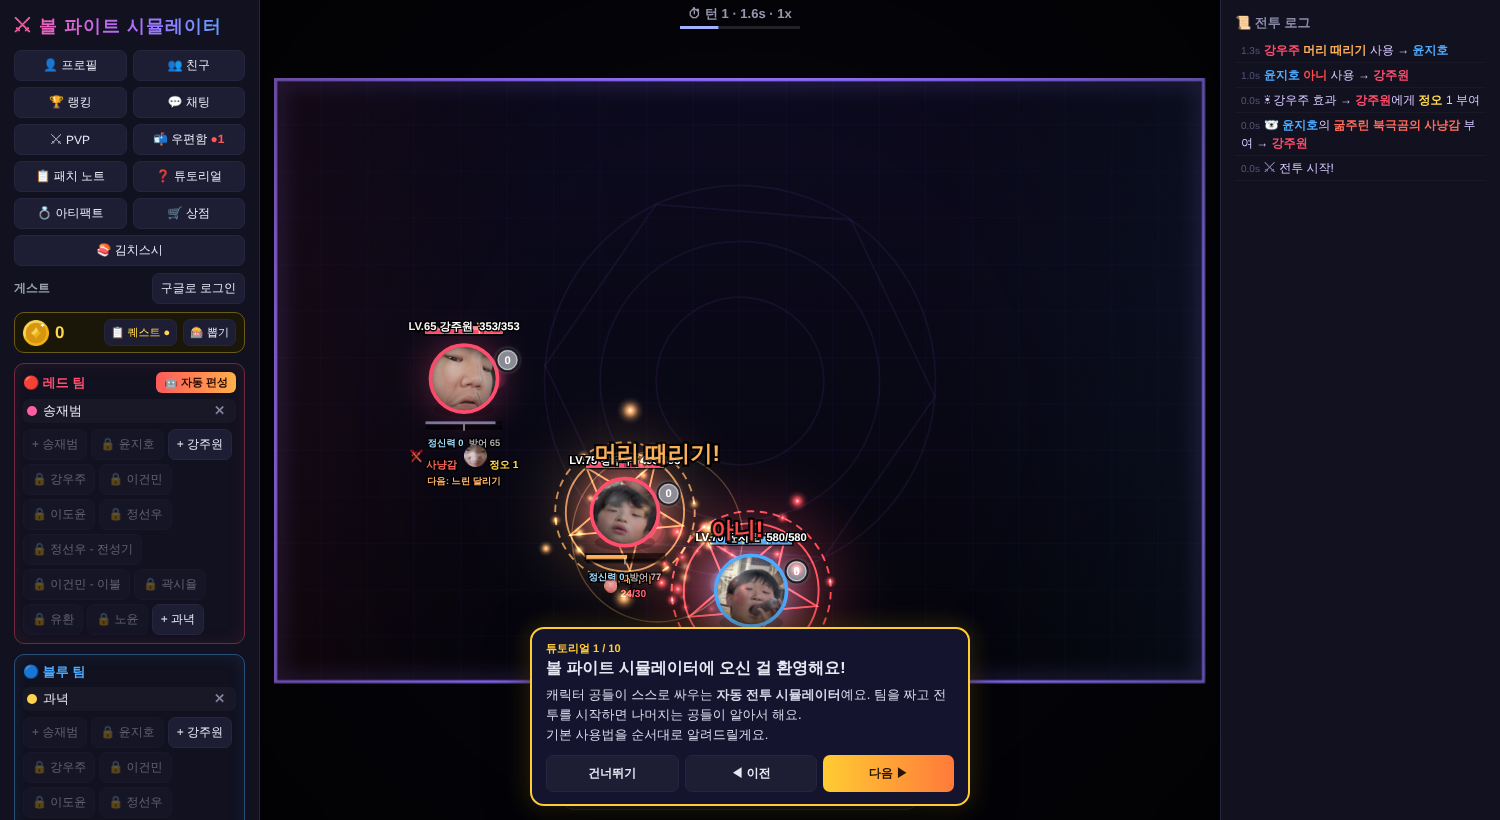 ⚔ 볼 파이트 시뮬레이터
👤 프로필
👥 친구
🏆 랭킹
💬 채팅
⚔ PVP
📬 우편함 ●1
📋 패치 노트
❓ 튜토리얼
💍 아티팩트
🛒 상점
🍣 김치스시
게스트
구글로 로그인
0
📋 퀘스트 ●
🎰 뽑기
🔴 레드 팀
🤖 자동 편성
송재범 ✕
+ 송재범
🔒 윤지호
+ 강주원
🔒 강우주
🔒 이건민
🔒 이도윤
🔒 정선우
🔒 정선우 - 전성기
🔒 이건민 - 이불
🔒 곽시율
🔒 유환
🔒 노윤
+ 과녁
🔵 블루 팀
과녁 ✕
+ 송재범
🔒 윤지호
+ 강주원
🔒 강우주
🔒 이건민
🔒 이도윤
🔒 정선우
⏱ 턴 1 · 1.6s · 1x
LV.65 강주원 353/353
0
정신력 0 방어 65
사냥감
정오 1
다음: 느린 달리기
머리 때리기!
LV.75
0
정신력 0 방어 77
24/30
아니!
LV.70 윤지호 580/580
0
튜토리얼 1 / 10
볼 파이트 시뮬레이터에 오신 걸 환영해요!
캐릭터 공들이 스스로 싸우는 자동 전투 시뮬레이터예요. 팀을 짜고 전
투를 시작하면 나머지는 공들이 알아서 해요.
기본 사용법을 순서대로 알려드릴게요.
건너뛰기
◀ 이전
다음 ▶
📜 전투 로그
1.3s 강우주 머리 때리기 사용 → 윤지호
1.0s 윤지호 아니 사용 → 강주원
0.0s ☀ 강우주 효과 → 강주원에게 정오 1 부여
0.0s 🐻‍❄️ 윤지호의 굶주린 북극곰의 사냥감 부
여 → 강주원
0.0s ⚔ 전투 시작!